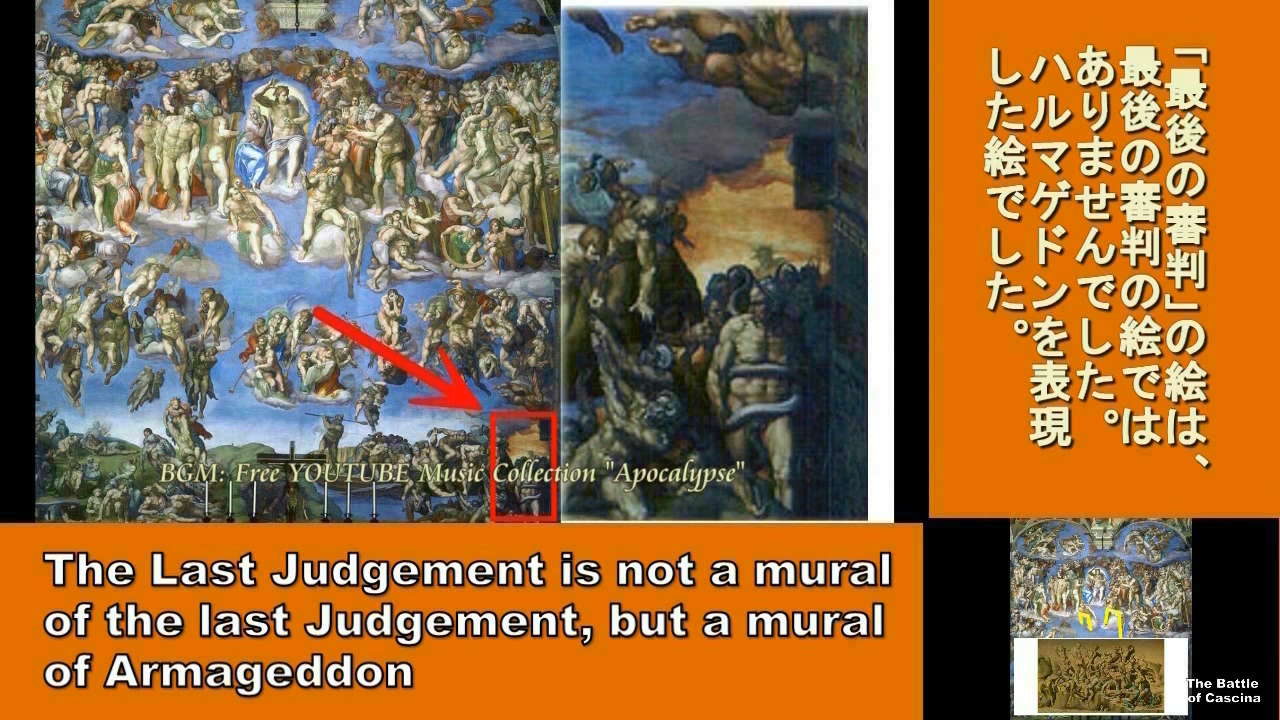 「最後の審判」の絵は、
最後の審判の絵では
ありませんでした。
ハルマゲドンを表現
した絵でした。
BGM: Free YOUTUBE Music Collection "Apocalypse"
The Last Judgement is not a mural
of the last Judgement, but a mural
of Armageddon
The Battle
of Cascina